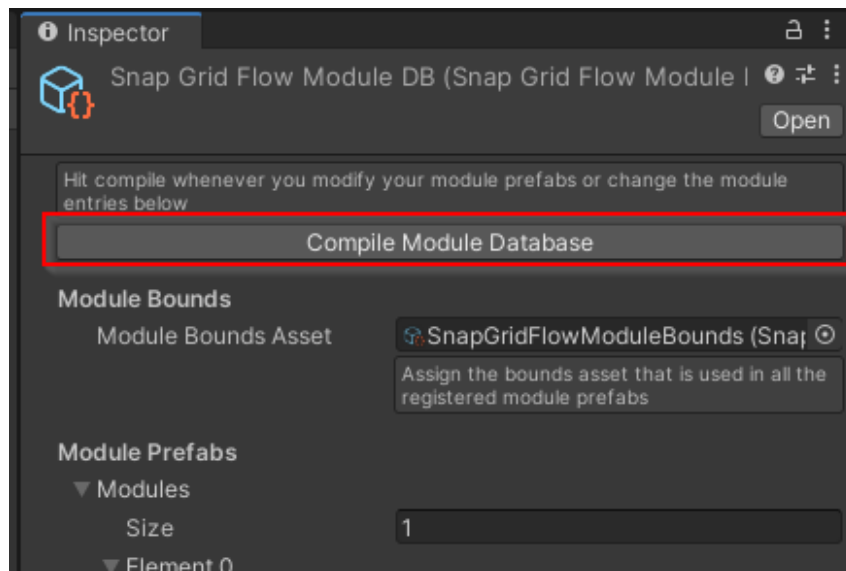 Inspector
Snap Grid Flow Module DB (Snap Grid Flow Module
Open
Hit compile whenever you modify your module prefabs or change the module
entries below
Compile Module Database
Module Bounds
Module Bounds Asset
SnapGridFlowModuleBounds (Snap
Assign the bounds asset that is used in all the
registered module prefabs
Module Prefabs
Modules
Size 1
Element 0